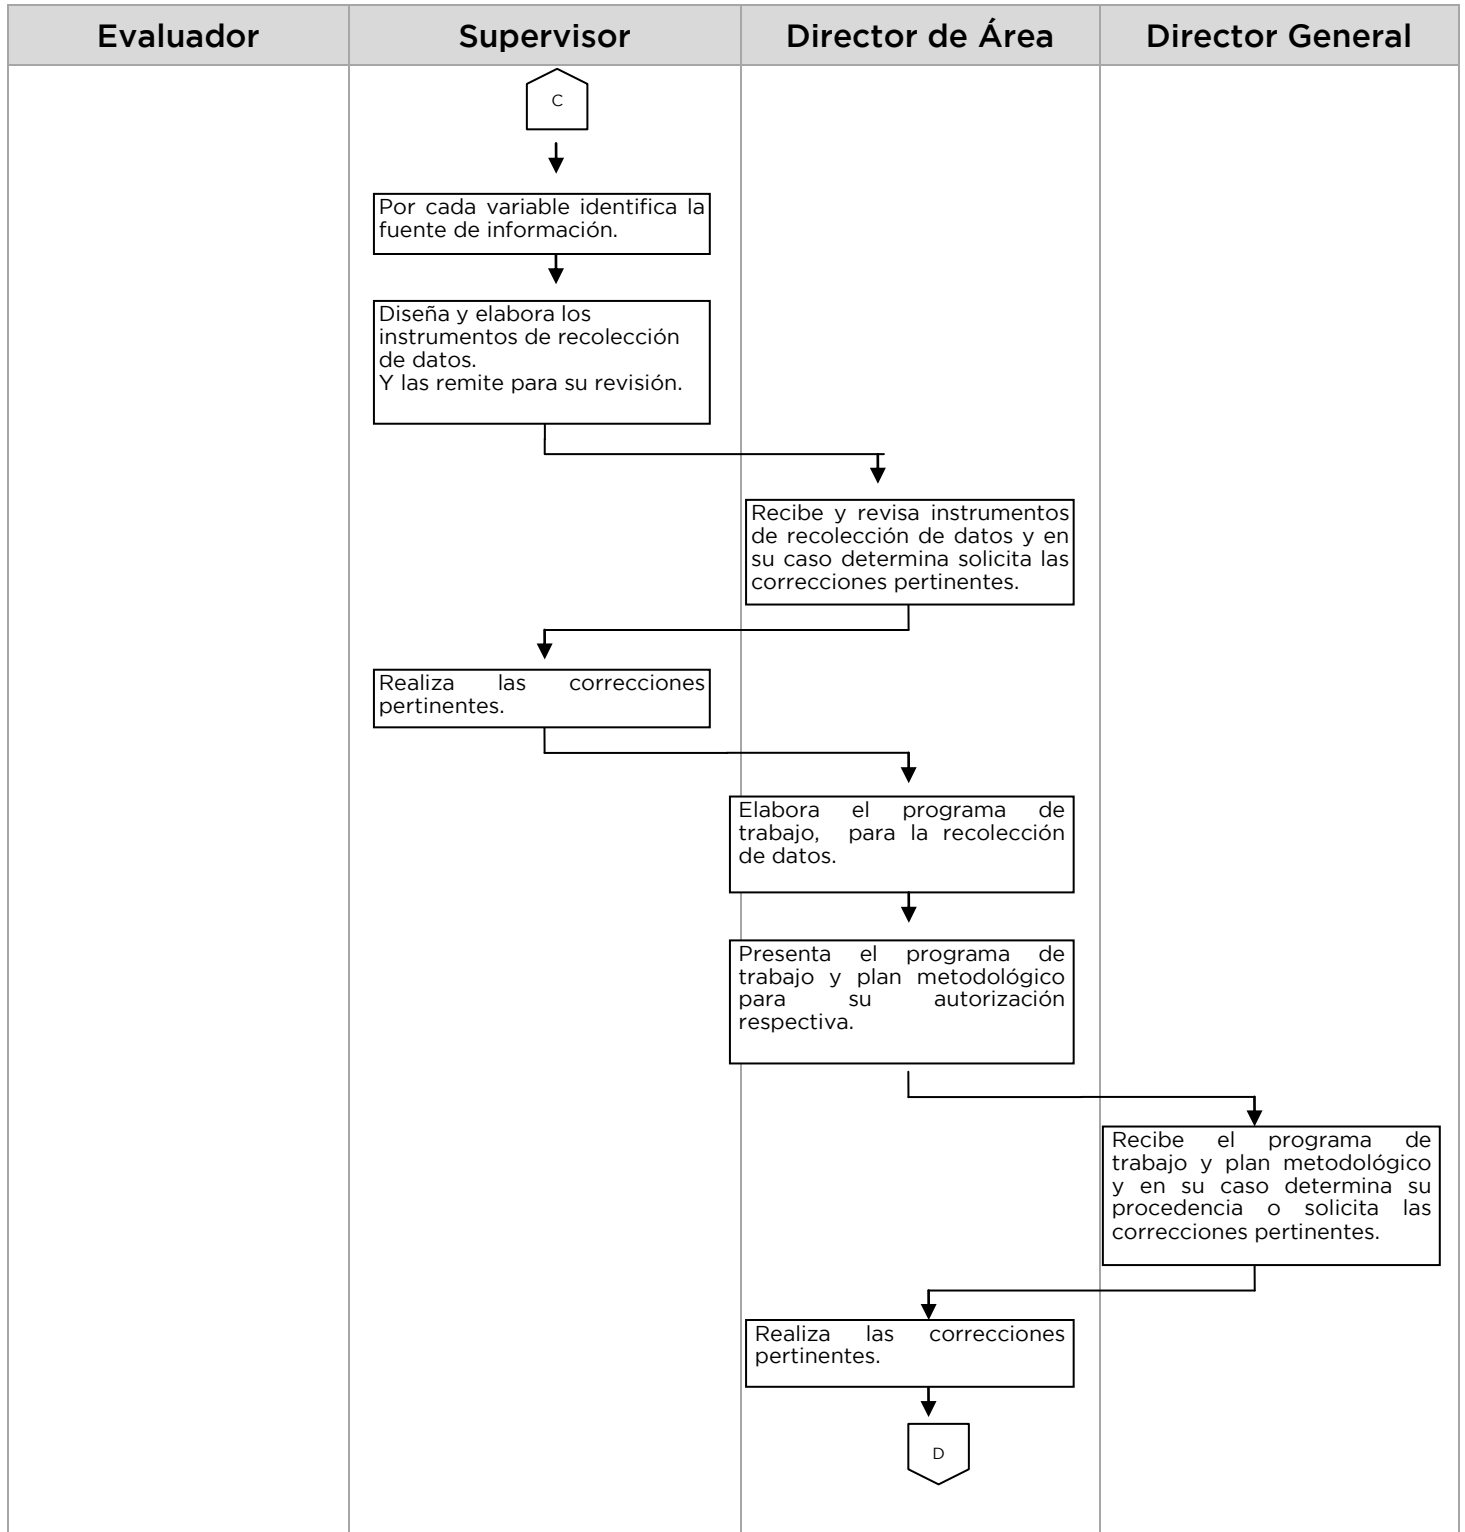 Evaluador
Supervisor
Director de Área
Director General
C
Por cada variable identifica la
fuente de información.
Diseña y elabora los
instrumentos de recolección
de datos.
Y las remite para su revisión.
Recibe y revisa instrumentos
de recolección de datos y en
su caso determina solicita las
correcciones pertinentes.
Realiza las correcciones
pertinentes.
Elabora el programa de
trabajo, para la recolección
de datos.
Presenta el programa de
trabajo y plan metodológico
para su autorización
respectiva.
Recibe el programa de
trabajo y plan metodológico
y en su caso determina su
procedencia o solicita las
correcciones pertinentes.
Realiza las correcciones
pertinentes.
D